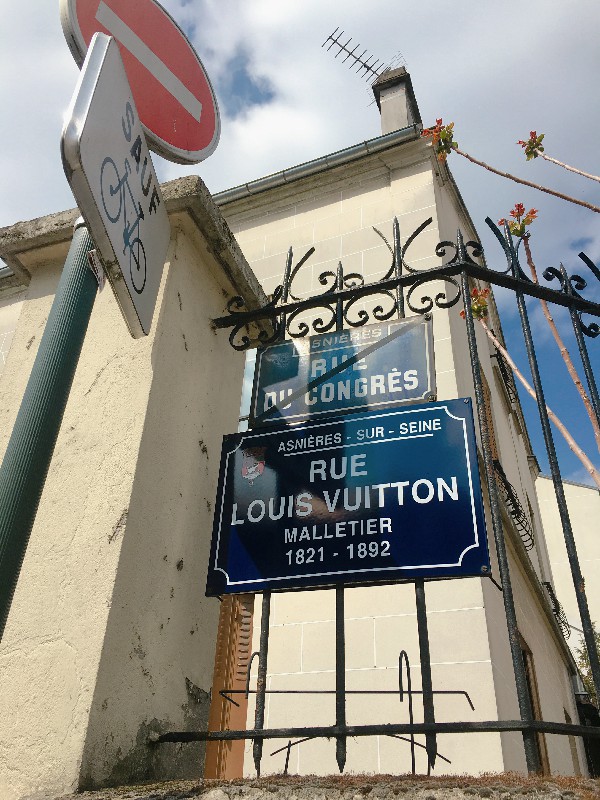 SAUF
ASNIÈRES
RUE
DU CONGRÈS
ASNIÈRES - SUR - SEINE
RUE
LOUIS VUITTON
MALLETIER
1821 - 1892